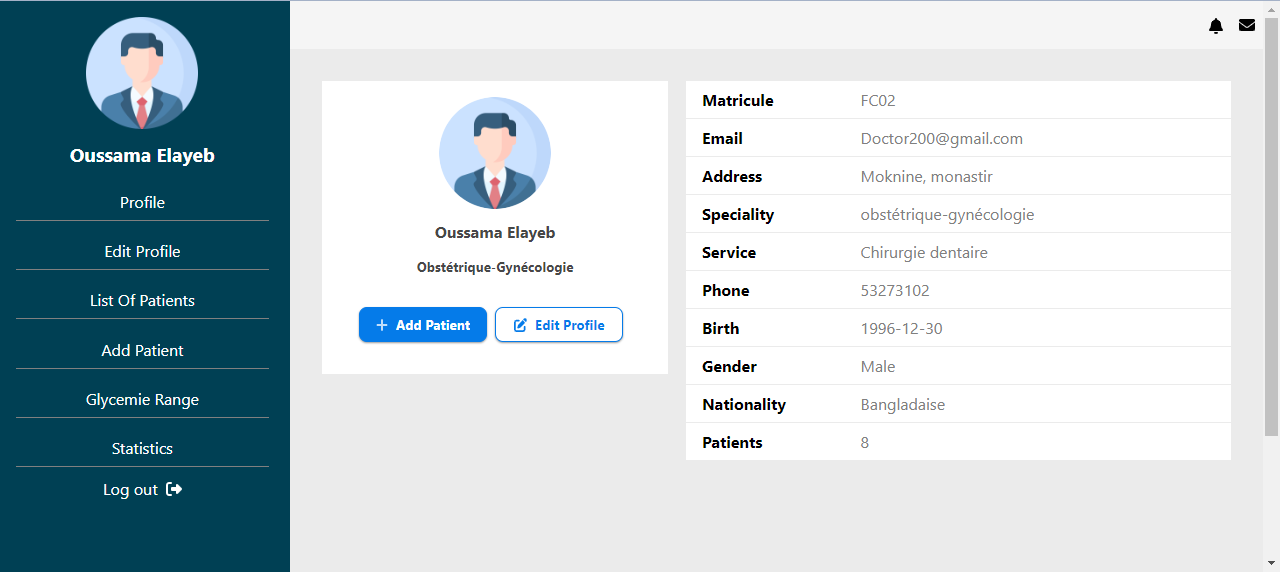 Oussama Elayeb
Profile
Edit Profile
List Of Patients
Add Patient
Glycemie Range
Statistics
Log out
Oussama Elayeb
Obstétrique-Gynécologie
Add Patient
Edit Profile
Matricule FC02
Email Doctor200@gmail.com
Address Moknine, monastir
Speciality obstétrique-gynécologie
Service Chirurgie dentaire
Phone 53273102
Birth 1996-12-30
Gender Male
Nationality Bangladaise
Patients 8